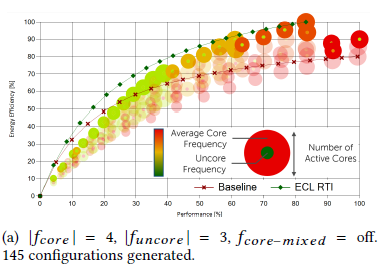 100
90
80
70
60
50
40
30
20
10
0
Energy Efficiency [%]
0 10 20 30 40 50 60 70 80 90 100
Performance [%]
Average Core
Frequency
Uncore
Frequency
Number of
Active Cores
Baseline ECL RTI
(a) |fcore| = 4, |funcore| = 3, fcore−mixed = off.
145 configurations generated.